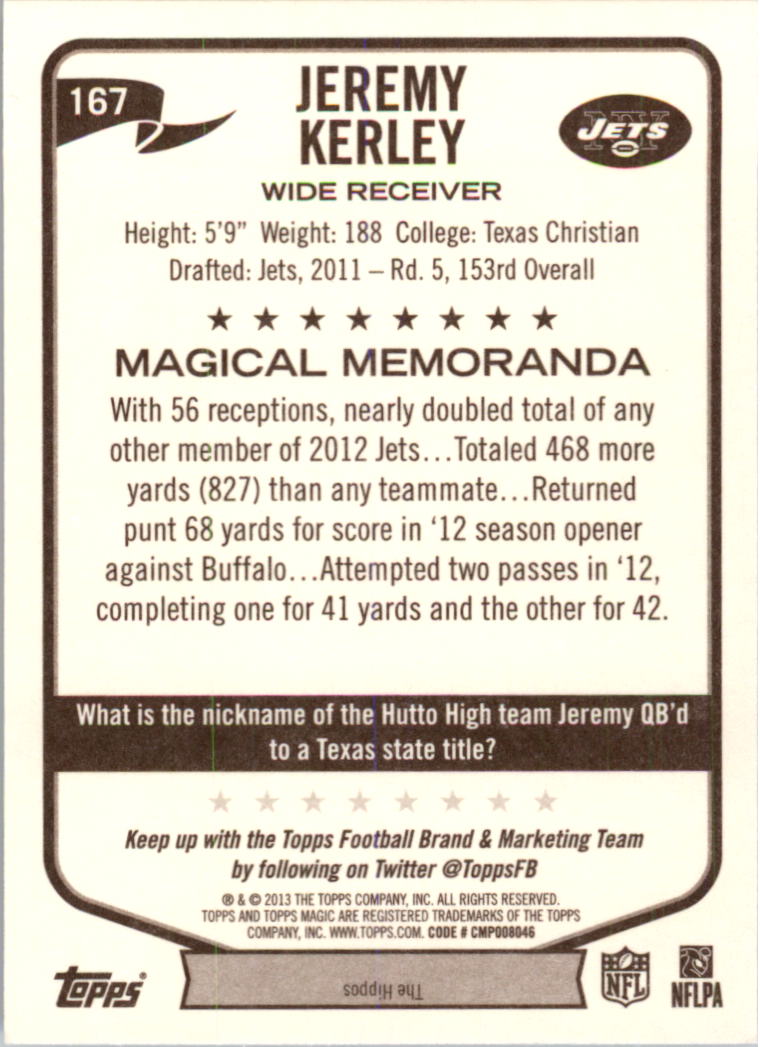 167
JEREMY
KERLEY
NY JETS
WIDE RECEIVER
Height: 5'9" Weight: 188 College: Texas Christian
Drafted: Jets, 2011 – Rd. 5, 153rd Overall
MAGICAL MEMORANDA
With 56 receptions, nearly doubled total of any
other member of 2012 Jets...Totaled 468 more
yards (827) than any teammate...Returned
punt 68 yards for score in ‘12 season opener
against Buffalo...Attempted two passes in ‘12,
completing one for 41 yards and the other for 42.
What is the nickname of the Hutto High team Jeremy QB'd
to a Texas state title?
Keep up with the Topps Football Brand & Marketing Team
by following on Twitter @ToppsFB
® & © 2013 THE TOPPS COMPANY, INC. ALL RIGHTS RESERVED.
TOPPS AND TOPPS MAGIC ARE REGISTERED TRADEMARKS OF THE TOPPS
COMPANY, INC. WWW.TOPPS.COM. CODE # CMP008046
Topps®
The Hippos
NFL
NFLPA